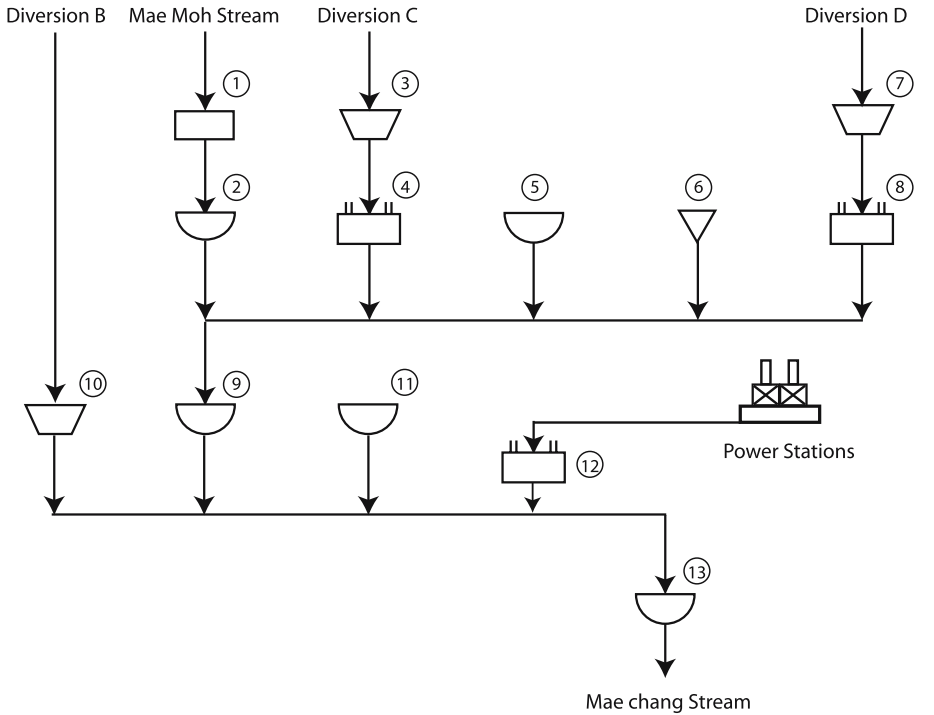 Diversion B
Mae Moh Stream
Diversion C
Diversion D
1
3
7
2
4
5
6
8
10
9
11
Power Stations
12
13
Mae chang Stream